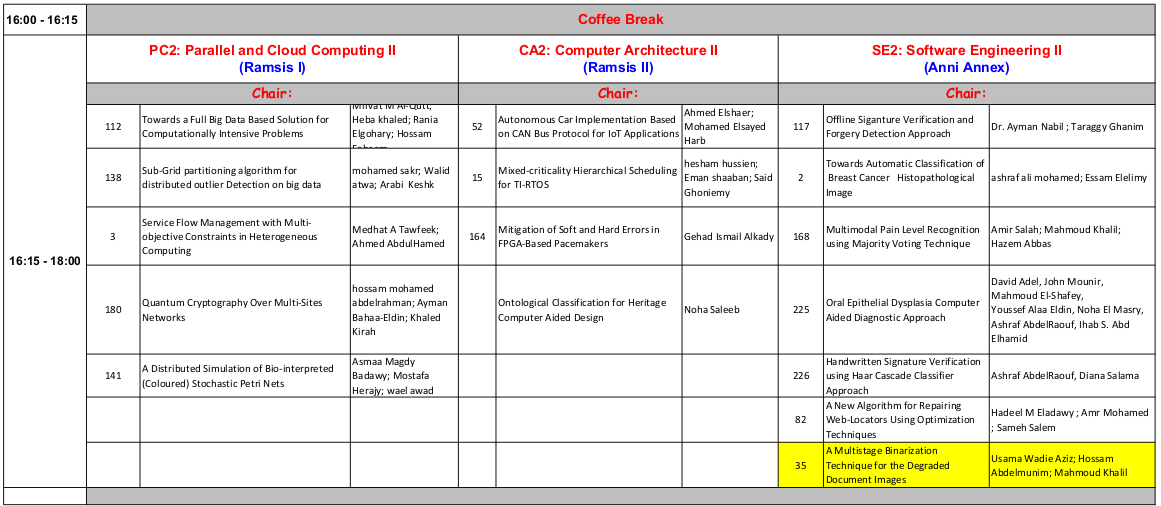 16:00 - 16:15
Coffee Break
16:15 - 18:00
PC2: Parallel and Cloud Computing II
(Ramsis I)
CA2: Computer Architecture II
(Ramsis II)
SE2: Software Engineering II
(Anni Annex)
Chair:
Chair:
Chair:
112
Towards a Full Big Data Based Solution for
Computationally Intensive Problems
M Al-Qutt;
Heba khaled; Rania
Elgohary; Hossam
52
Autonomous Car Implementation Based
on CAN Bus Protocol for IoT Applications
Ahmed Elshaer;
Mohamed Elsayed
Harb
117
Offline Siganture Verification and
Forgery Detection Approach
Dr. Ayman Nabil ; Taraggy Ghanim
138
Sub-Grid partitioning algorithm for
distributed outlier Detection on big data
mohamed sakr; Walid
atwa; Arabi Keshk
15
Mixed-criticality Hierarchical Scheduling
for TI-RTOS
hesham hussien;
Eman shaaban; Said
Ghoniemy
2
Towards Automatic Classification of
Breast Cancer Histopathological
Image
ashraf ali mohamed; Essam Elelimy
3
Service Flow Management with Multi-
objective Constraints in Heterogeneous
Computing
Medhat A Tawfeek;
Ahmed AbdulHamed
164
Mitigation of Soft and Hard Errors in
FPGA-Based Pacemakers
Gehad Ismail Alkady
168
Multimodal Pain Level Recognition
using Majority Voting Technique
Amir Salah; Mahmoud Khalil;
Hazem Abbas
180
Quantum Cryptography Over Multi-Sites
Networks
hossam mohamed
abdelrahman; Ayman
Bahaa-Eldin; Khaled
Kirah
Ontological Classification for Heritage
Computer Aided Design
Noha Saleeb
225
Oral Epithelial Dysplasia Computer
Aided Diagnostic Approach
David Adel, John Mounir,
Mahmoud El-Shafey,
Youssef Alaa Eldin, Noha El Masry,
Ashraf AbdelRaouf, Ihab S. Abd
Elhamid
141
A Distributed Simulation of Bio-interpreted
(Coloured) Stochastic Petri Nets
Asmaa Magdy
Badawy; Mostafa
Herajy; wael awad
226
Handwritten Signature Verification
using Haar Cascade Classifier
Approach
Ashraf AbdelRaouf, Diana Salama
82
A New Algorithm for Repairing
Web-Locators Using Optimization
Techniques
Hadeel M Eladawy ; Amr Mohamed
; Sameh Salem
35
A Multistage Binarization
Technique for the Degraded
Document Images
Usama Wadie Aziz; Hossam
Abdelmunim; Mahmoud Khalil